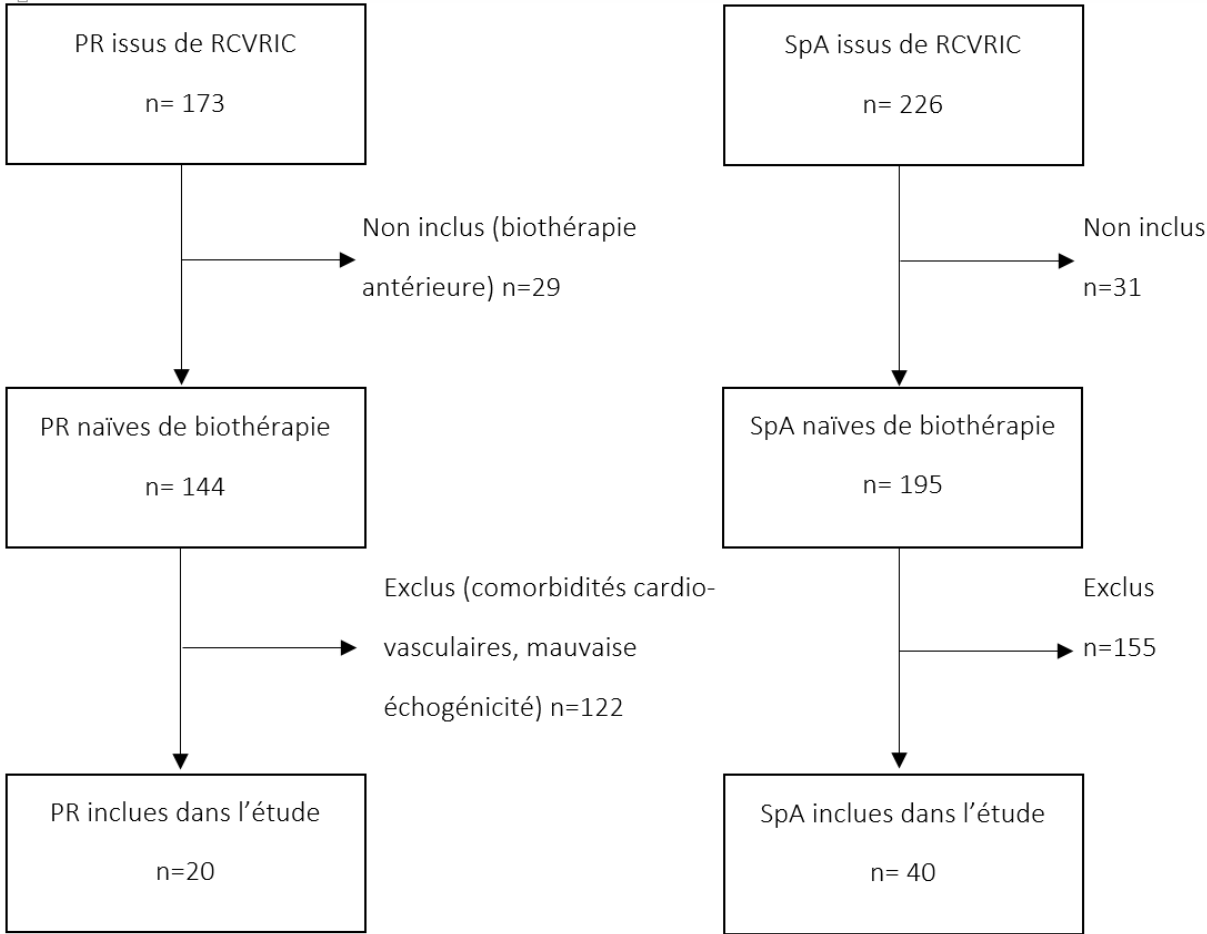 PR issus de RCVRIC
n= 173
SpA issus de RCVRIC
n= 226
Non inclus (biothérapie
antérieure) n=29
Non inclus
n=31
PR naïves de biothérapie
n= 144
SpA naïves de biothérapie
n= 195
Exclus (comorbidités cardio-
vasculaires, mauvaise
échogénicité) n=122
Exclus
n=155
PR inclues dans l’étude
n=20
SpA inclues dans l’étude
n= 40